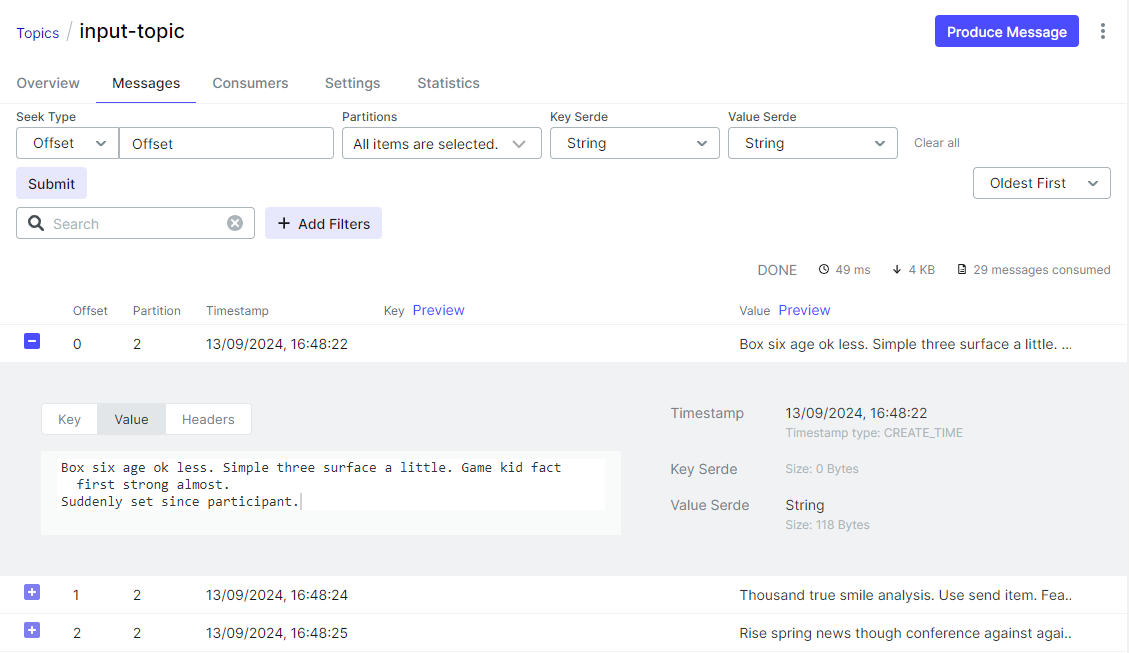 Topics / input-topic
Produce Message
Overview Messages Consumers Settings Statistics
Seek Type Partitions Key Serde Value Serde
Offset Offset All items are selected. String String Clear all
Submit Oldest First
Search + Add Filters
DONE 49 ms 4 KB 29 messages consumed
Offset Partition Timestamp Key Preview Value Preview
0 2 13/09/2024, 16:48:22 Box six age ok less. Simple three surface a little. ...
Key Value Headers
Timestamp 13/09/2024, 16:48:22
Timestamp type: CREATE_TIME
Box six age ok less. Simple three surface a little. Game kid fact
first strong almost.
Suddenly set since participant.
Key Serde Size: 0 Bytes
Value Serde String
Size: 118 Bytes
1 2 13/09/2024, 16:48:24 Thousand true smile analysis. Use send item. Fea..
2 2 13/09/2024, 16:48:25 Rise spring news though conference against agai..